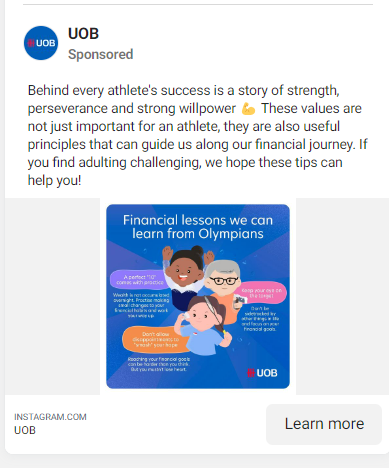 UOB
UOB
Sponsored
Behind every athlete's success is a story of strength,
perseverance and strong willpower 💪 These values are
not just important for an athlete, they are also useful
principles that can guide us along our financial journey. If
you find adulting challenging, we hope these tips can
help you!
Financial lessons we can
learn from Olympians
A perfect "10"
comes with practice
Wealth is not accumulated
overnight. Practise making
small changes to your
financial habits and work
your way up.
Keep your eye on
the target
Don't be
sidetracked by
other things in life
and focus on your
financial goals.
Don't allow
disappointments to
"smash" your hope
Reaching your financial goals
can be harder than you think.
But you mustn't lose heart.
UOB
INSTAGRAM.COM
UOB
Learn more